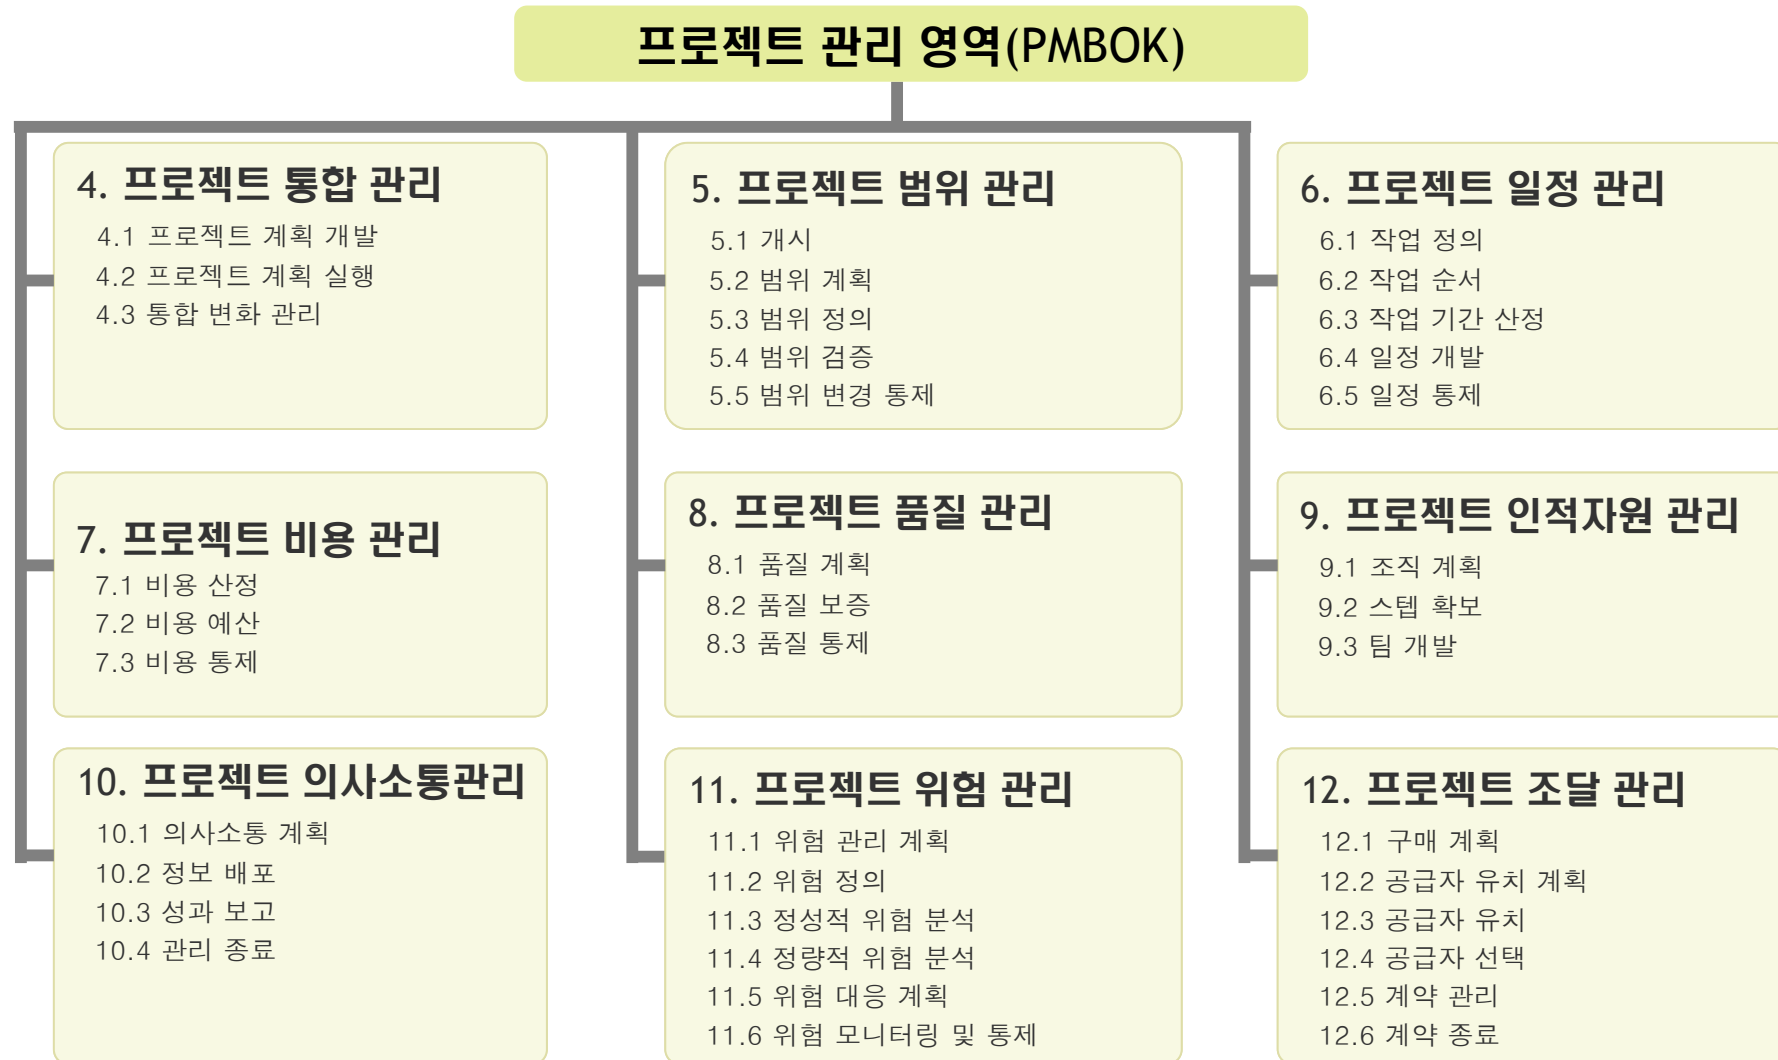 프로젝트 관리 영역(PMBOK)
4. 프로젝트 통합 관리
4.1 프로젝트 계획 개발
4.2 프로젝트 계획 실행
4.3 통합 변화 관리
5. 프로젝트 범위 관리
5.1 개시
5.2 범위 계획
5.3 범위 정의
5.4 범위 검증
5.5 범위 변경 통제
6. 프로젝트 일정 관리
6.1 작업 정의
6.2 작업 순서
6.3 작업 기간 산정
6.4 일정 개발
6.5 일정 통제
7. 프로젝트 비용 관리
7.1 비용 산정
7.2 비용 예산
7.3 비용 통제
8. 프로젝트 품질 관리
8.1 품질 계획
8.2 품질 보증
8.3 품질 통제
9. 프로젝트 인적자원 관리
9.1 조직 계획
9.2 스텝 확보
9.3 팀 개발
10. 프로젝트 의사소통관리
10.1 의사소통 계획
10.2 정보 배포
10.3 성과 보고
10.4 관리 종료
11. 프로젝트 위험 관리
11.1 위험 관리 계획
11.2 위험 정의
11.3 정성적 위험 분석
11.4 정량적 위험 분석
11.5 위험 대응 계획
11.6 위험 모니터링 및 통제
12. 프로젝트 조달 관리
12.1 구매 계획
12.2 공급자 유치 계획
12.3 공급자 유치
12.4 공급자 선택
12.5 계약 관리
12.6 계약 종료